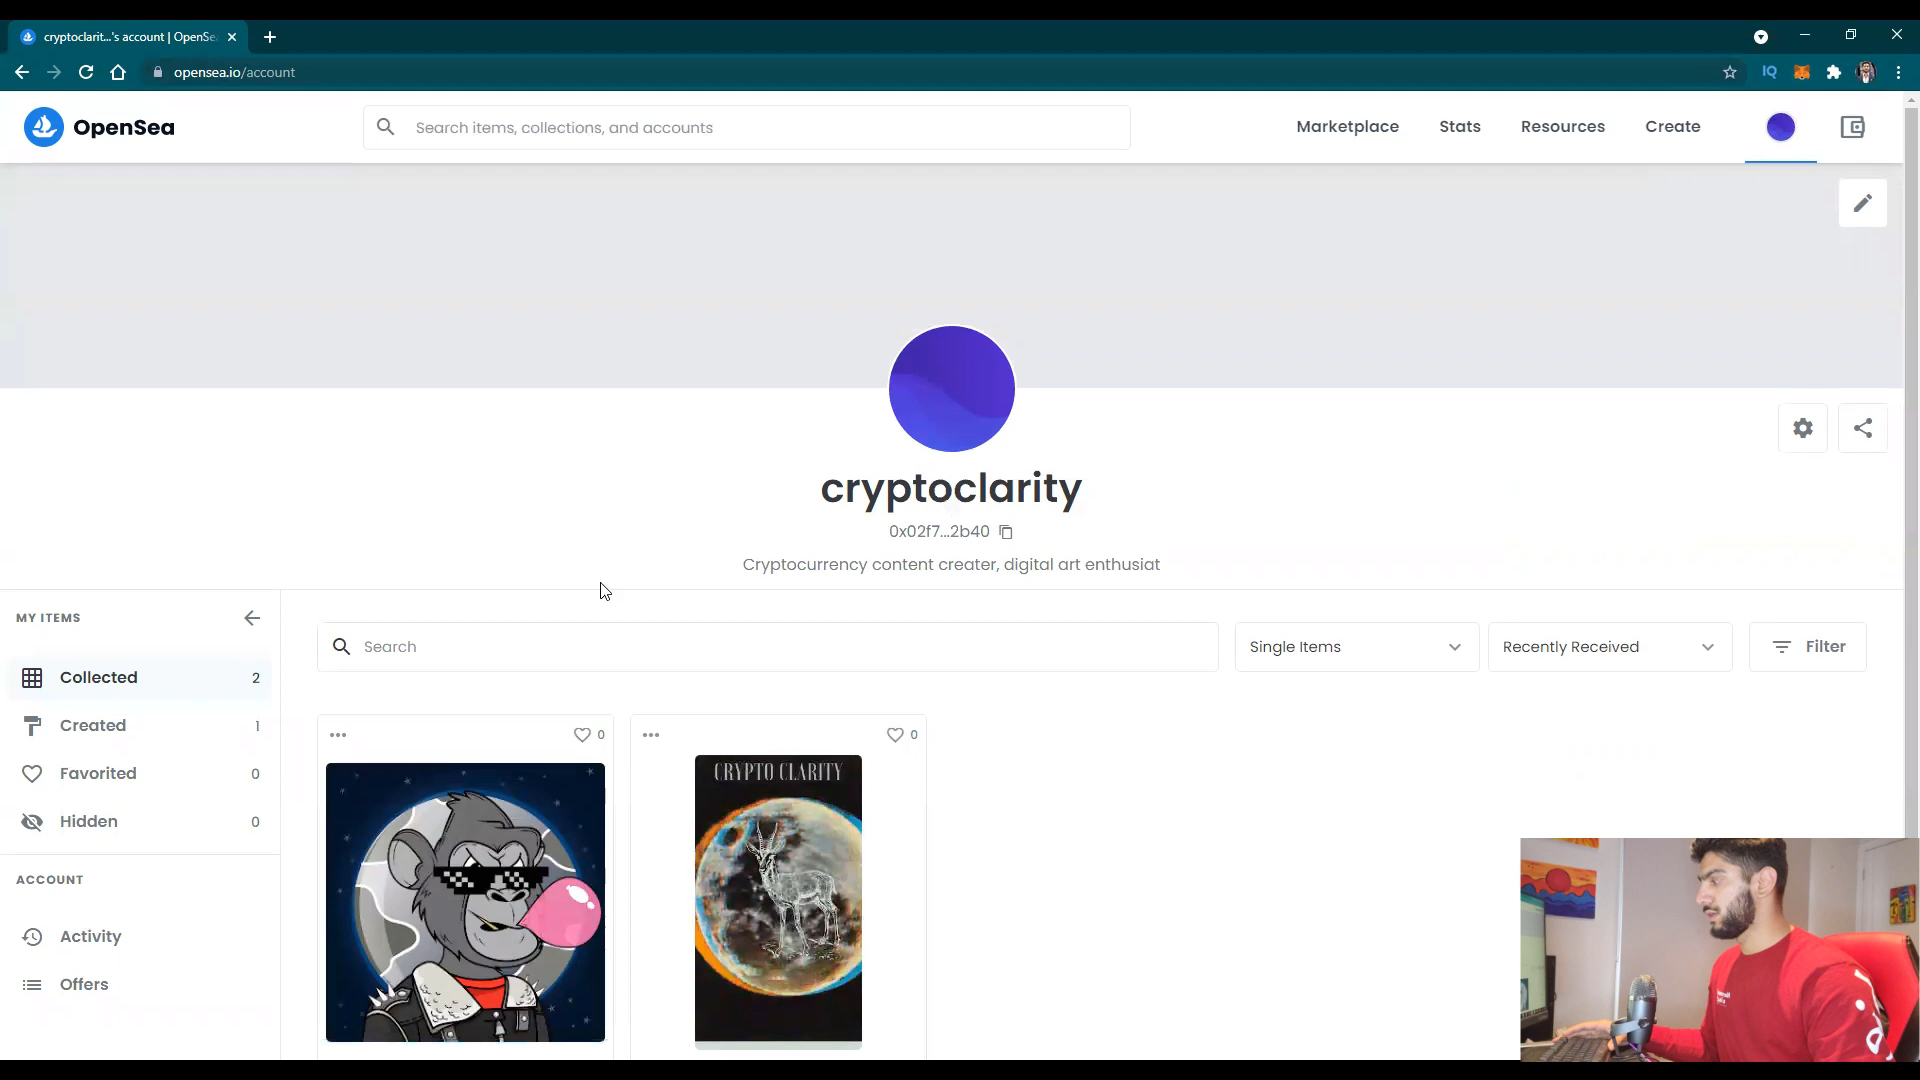 cryptoclarit...'s account | OpenSe
opensea.io/account
IQ
OpenSea
Search items, collections, and accounts
Marketplace
Stats
Resources
Create
cryptoclarity
0x02f7...2b40
Cryptocurrency content creater, digital art enthusiat
MY ITEMS
Collected 2
Created 1
Favorited 0
Hidden 0
ACCOUNT
Activity
Offers
Search
Single Items
Recently Received
Filter
0
0
CRYPTO CLARITY